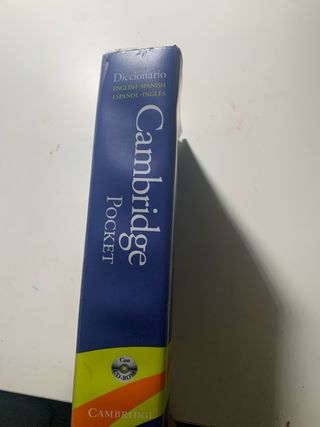 Diccionario
ENGLISH-SPANISH
ESPAÑOL-INGLÉS
Cambridge
POCKET
Con
CD-ROM
CAMBRIDGE